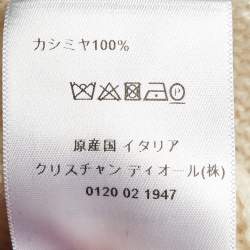 カシミヤ100%
原産国 イタリア
クリスチャン ディオール(株)
0120 02 1947